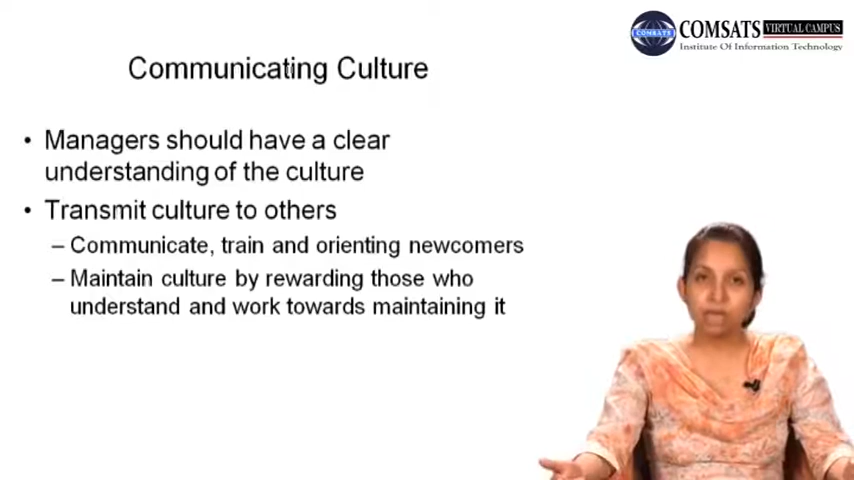 COMSATS
COMSATS VIRTUAL CAMPUS
Institute Of Information Technology
Communicating Culture
• Managers should have a clear
understanding of the culture
• Transmit culture to others
– Communicate, train and orienting newcomers
– Maintain culture by rewarding those who
understand and work towards maintaining it